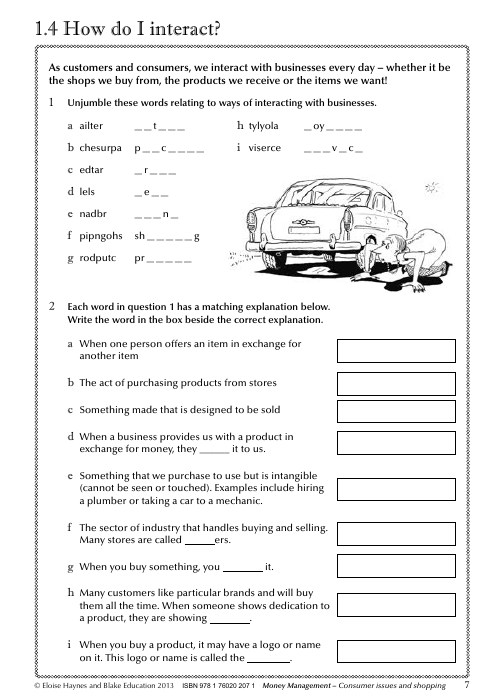 1.4 How do I interact?
As customers and consumers, we interact with businesses every day – whether it be
the shops we buy from, the products we receive or the items we want!
1 Unjumble these words relating to ways of interacting with businesses.
a ailter _ _ t _ _ _
h tylyola _ oy _ _ _ _
b chesurpa p _ _ c _ _ _ _
i viserce _ _ _ v _ c _
c edtar _ r _ _ _
d lels _ e _ _
e nadbr _ _ _ n _
f pipngohs sh _ _ _ _ _ g
g rodputc pr _ _ _ _ _
2 Each word in question 1 has a matching explanation below.
Write the word in the box beside the correct explanation.
a When one person offers an item in exchange for
another item
b The act of purchasing products from stores
c Something made that is designed to be sold
d When a business provides us with a product in
exchange for money, they _____ it to us.
e Something that we purchase to use but is intangible
(cannot be seen or touched). Examples include hiring
a plumber or taking a car to a mechanic.
f The sector of industry that handles buying and selling.
Many stores are called _____ers.
g When you buy something, you _______ it.
h Many customers like particular brands and will buy
them all the time. When someone shows dedication to
a product, they are showing _______.
i When you buy a product, it may have a logo or name
on it. This logo or name is called the ________.
© Eloise Haynes and Blake Education 2013 ISBN 978 1 76020 207 1 Money Management – Consumer issues and shopping 7